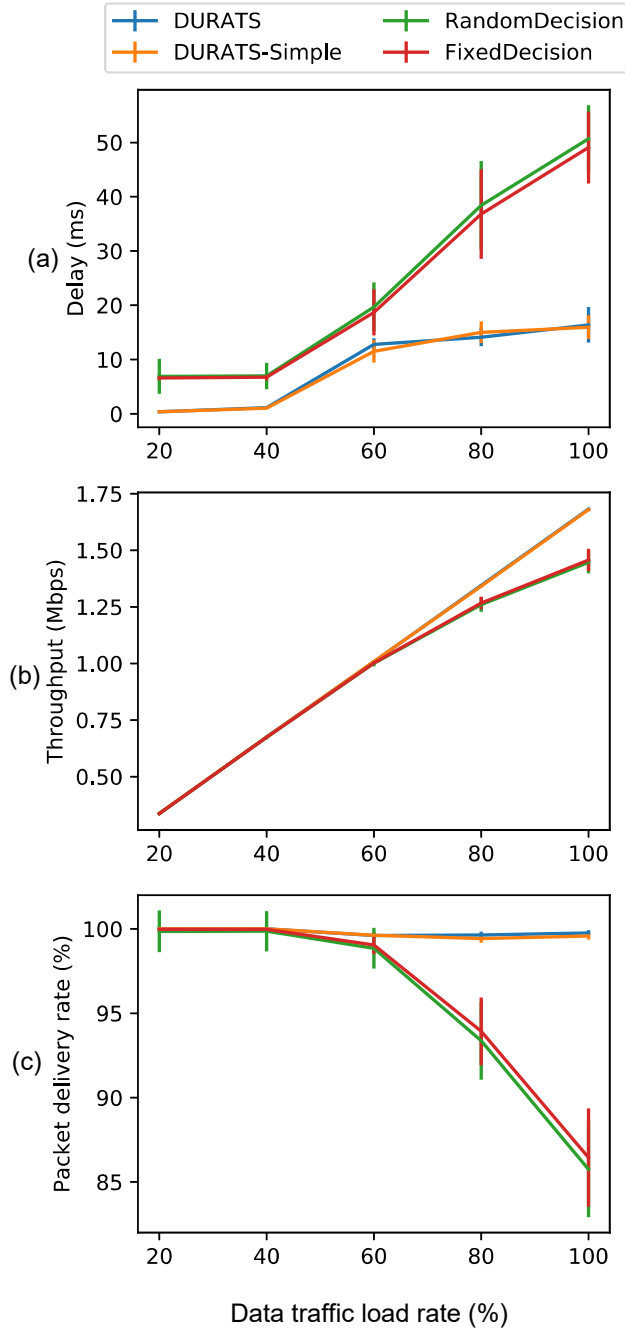 DURATS RandomDecision
DURATS-Simple FixedDecision
(a)
Delay (ms)
50
40
30
20
10
0
20 40 60 80 100
(b)
Throughput (Mbps)
1.75
1.50
1.25
1.00
0.75
0.50
20 40 60 80 100
(c)
Packet delivery rate (%)
100
95
90
85
20 40 60 80 100
Data traffic load rate (%)